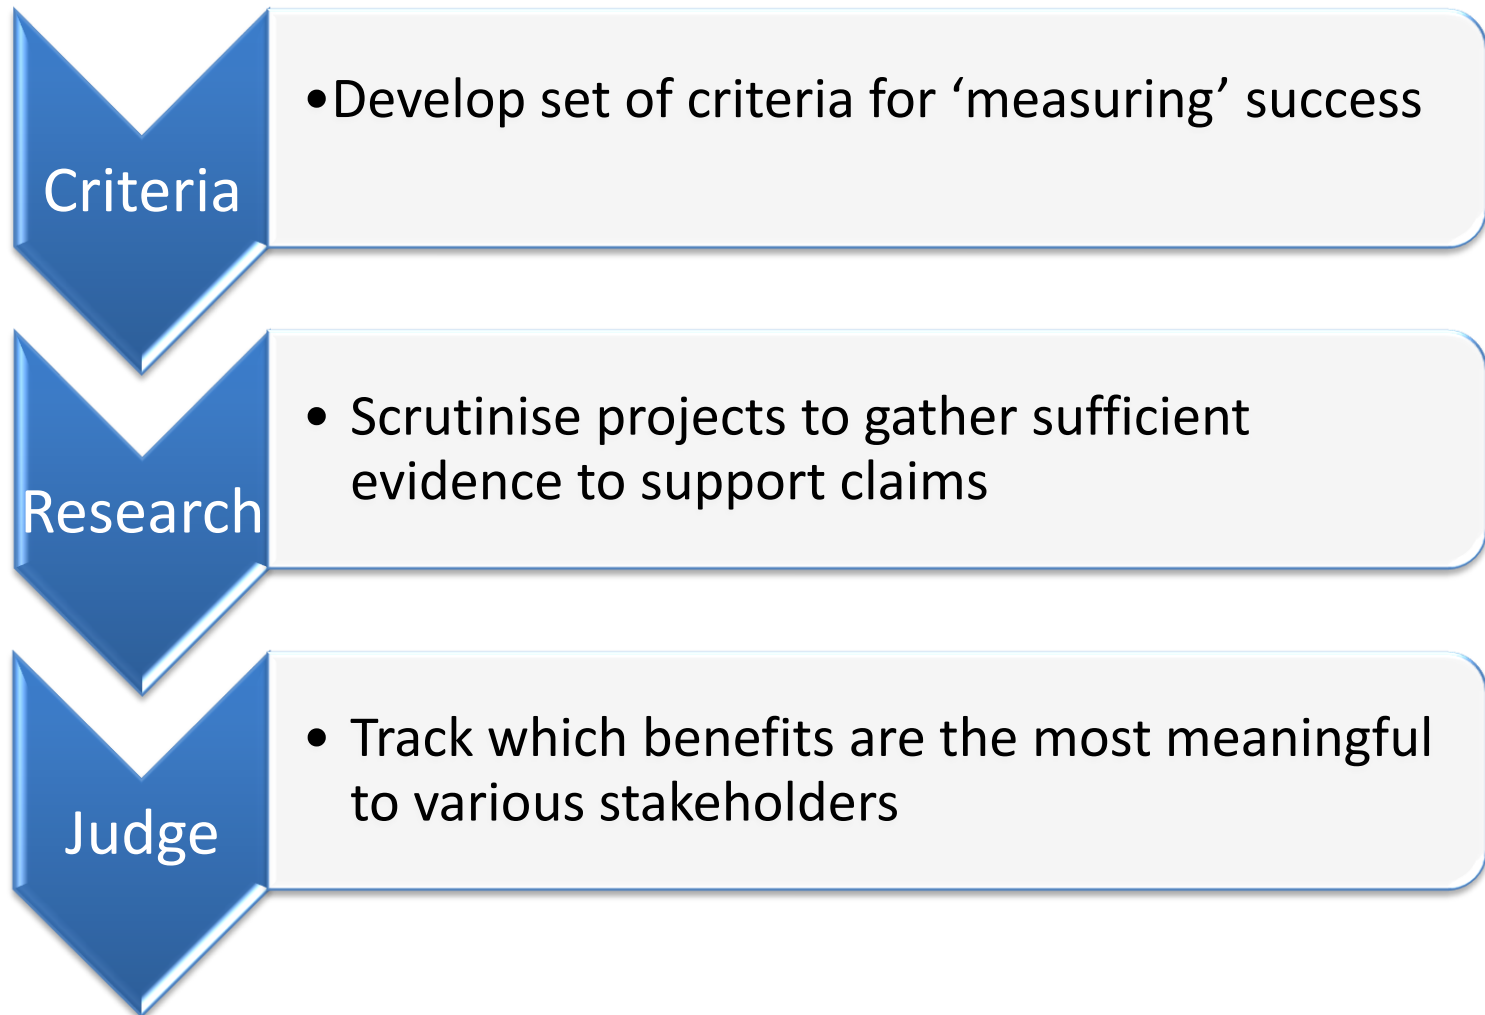 Criteria
•Develop set of criteria for ‘measuring’ success
Research
• Scrutinise projects to gather sufficient
evidence to support claims
Judge
• Track which benefits are the most meaningful
to various stakeholders